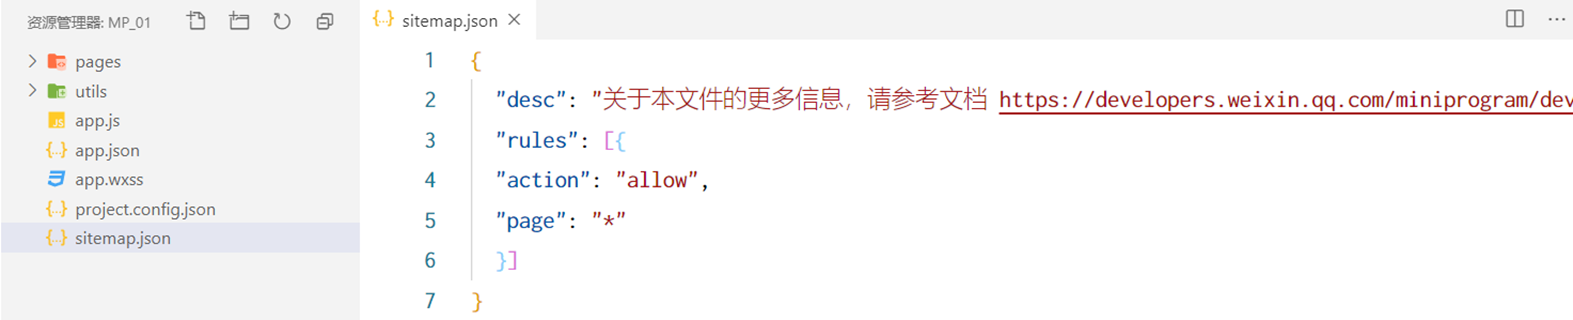 资源管理器: MP_01
pages
utils
app.js
app.json
app.wxss
project.config.json
sitemap.json
sitemap.json
1 {
2 "desc": "关于本文件的更多信息，请参考文档 https://developers.weixin.qq.com/miniprogram/dev
3 "rules": [{
4 "action": "allow",
5 "page": "*"
6 }]
7 }